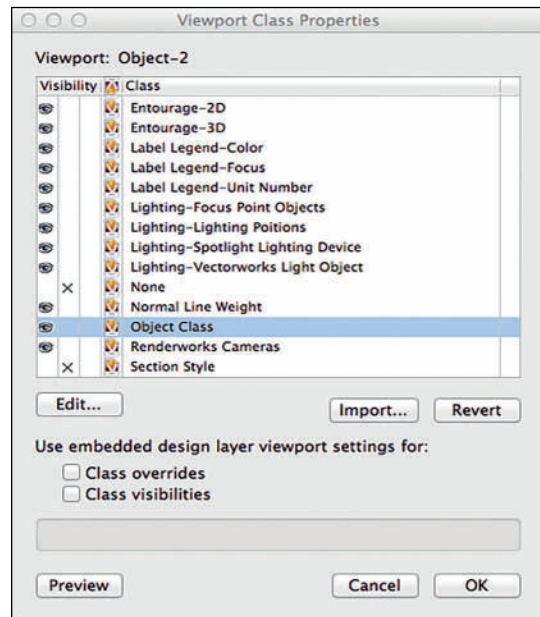 Viewport Class Properties
Viewport: Object-2
Visibility Class
Entourage-2D
Entourage-3D
Label Legend-Color
Label Legend-Focus
Label Legend-Unit Number
Lighting-Focus Point Objects
Lighting-Lighting Poitions
Lighting-Spotlight Lighting Device
Lighting-Vectorworks Light Object
None
Normal Line Weight
Object Class
Renderworks Cameras
Section Style
Edit... Import... Revert
Use embedded design layer viewport settings for:
Class overrides
Class visibilities
Preview Cancel OK